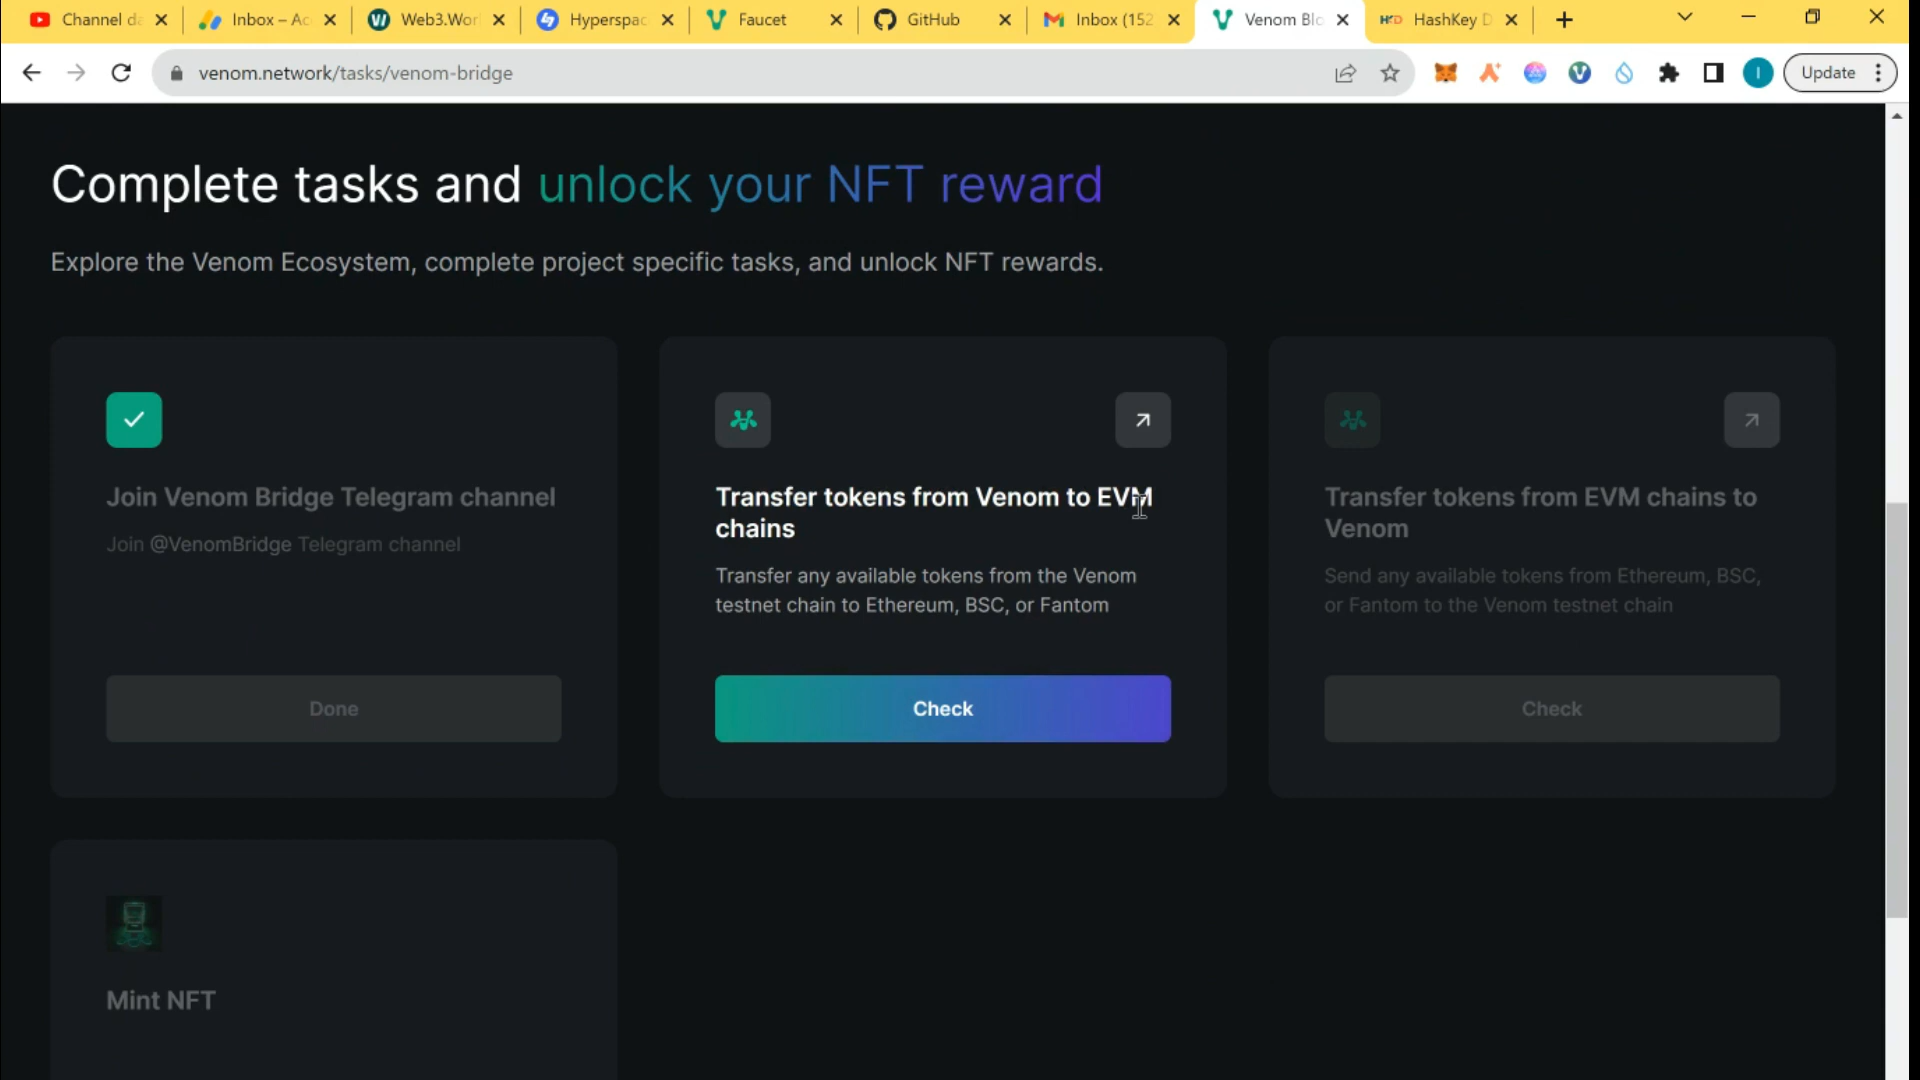 Channel da
Inbox – Ac
Web3.Wor
Hyperspac
Faucet
GitHub
Inbox (152
Venom Blo
HashKey D
venom.network/tasks/venom-bridge
Update
Complete tasks and unlock your NFT reward
Explore the Venom Ecosystem, complete project specific tasks, and unlock NFT rewards.
Join Venom Bridge Telegram channel
Join @VenomBridge Telegram channel
Done
Transfer tokens from Venom to EVM
chains
Transfer any available tokens from the Venom
testnet chain to Ethereum, BSC, or Fantom
Check
Transfer tokens from EVM chains to
Venom
Send any available tokens from Ethereum, BSC,
or Fantom to the Venom testnet chain
Check
Mint NFT